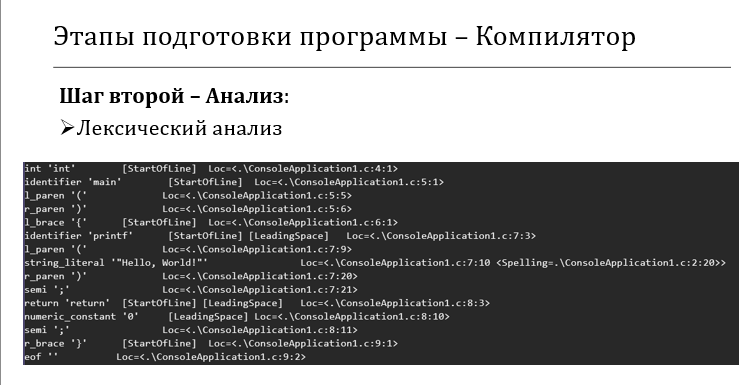 Этапы подготовки программы – Компилятор
Шаг второй – Анализ:
➢Лексический анализ
int 'int' [StartOfLine] Loc=<.\ConsoleApplication1.c:4:1>
identifier 'main' [StartOfLine] Loc=<.\ConsoleApplication1.c:5:1>
l_paren '(' Loc=<.\ConsoleApplication1.c:5:5>
r_paren ')' Loc=<.\ConsoleApplication1.c:5:6>
l_brace '{' [StartOfLine] Loc=<.\ConsoleApplication1.c:6:1>
identifier 'printf' [StartOfLine] [LeadingSpace] Loc=<.\ConsoleApplication1.c:7:3>
l_paren '(' Loc=<.\ConsoleApplication1.c:7:9>
string_literal '"Hello, World!"' Loc=<.\ConsoleApplication1.c:7:10 <Spelling=.\ConsoleApplication1.c:2:20>>
r_paren ')' Loc=<.\ConsoleApplication1.c:7:20>
semi ';' Loc=<.\ConsoleApplication1.c:7:21>
return 'return' [StartOfLine] [LeadingSpace] Loc=<.\ConsoleApplication1.c:8:3>
numeric_constant '0' [LeadingSpace] Loc=<.\ConsoleApplication1.c:8:10>
semi ';' Loc=<.\ConsoleApplication1.c:8:11>
r_brace '}' [StartOfLine] Loc=<.\ConsoleApplication1.c:9:1>
eof '' Loc=<.\ConsoleApplication1.c:9:2>